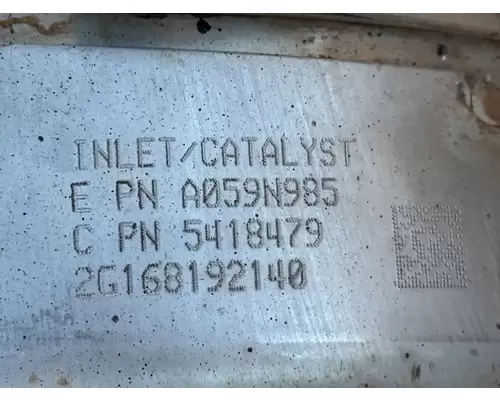 INLET/CATALYST
E PN A059N985
C PN 5418479
2G168192140